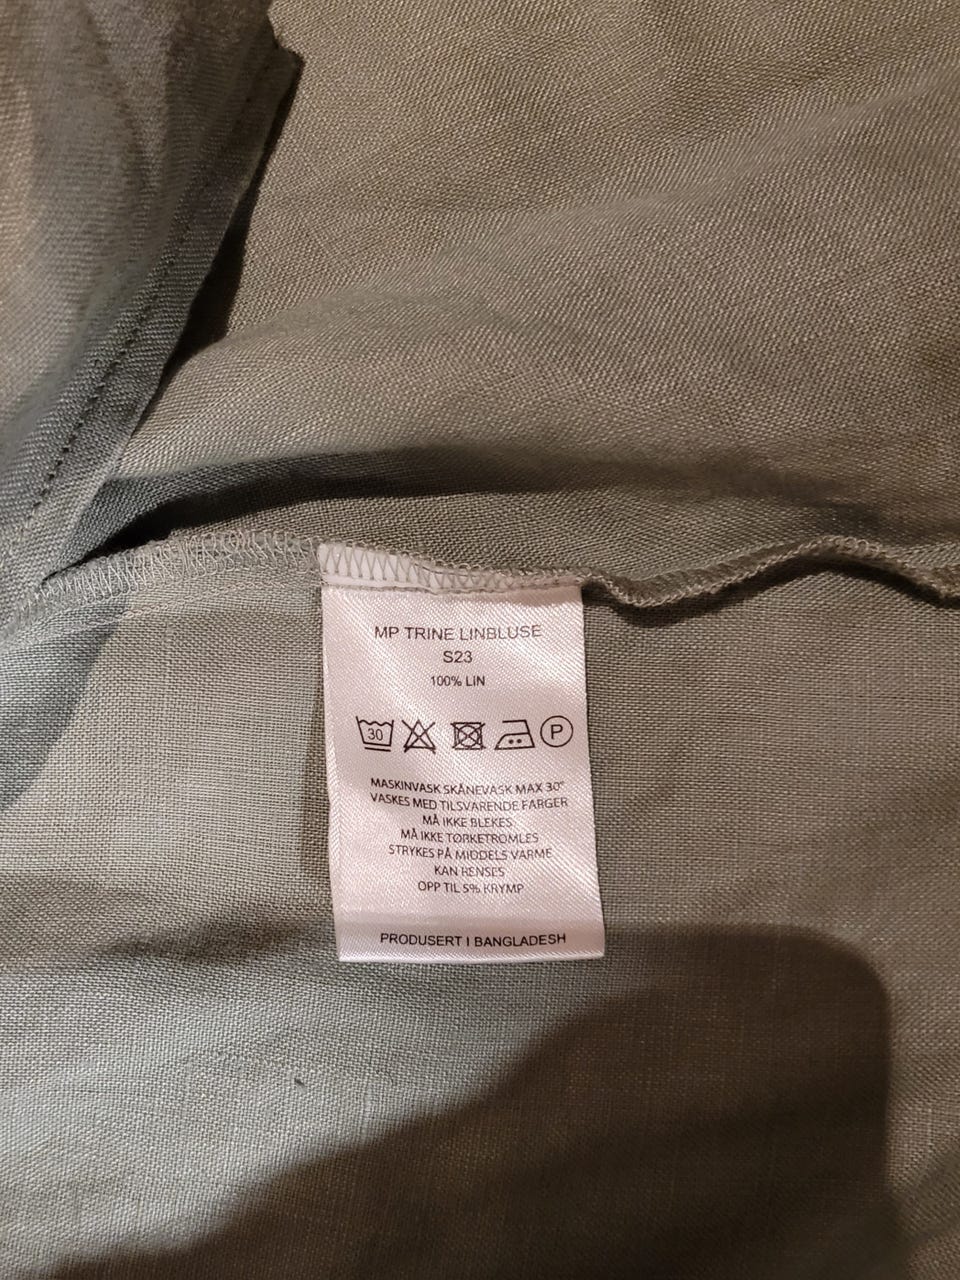 MP TRINE LINBLUSE
S23
100% LIN
30 P
MASKINVASK SKÅNEVASK MAX 30°
VASKES MED TILSVARENDE FARGER
MÅ IKKE BLEKES
MÅ IKKE TØRKETROMLES
STRYKES PÅ MIDDELS VARME
KAN RENSES
OPP TIL 5% KRYMP
PRODUSERT I BANGLADESH